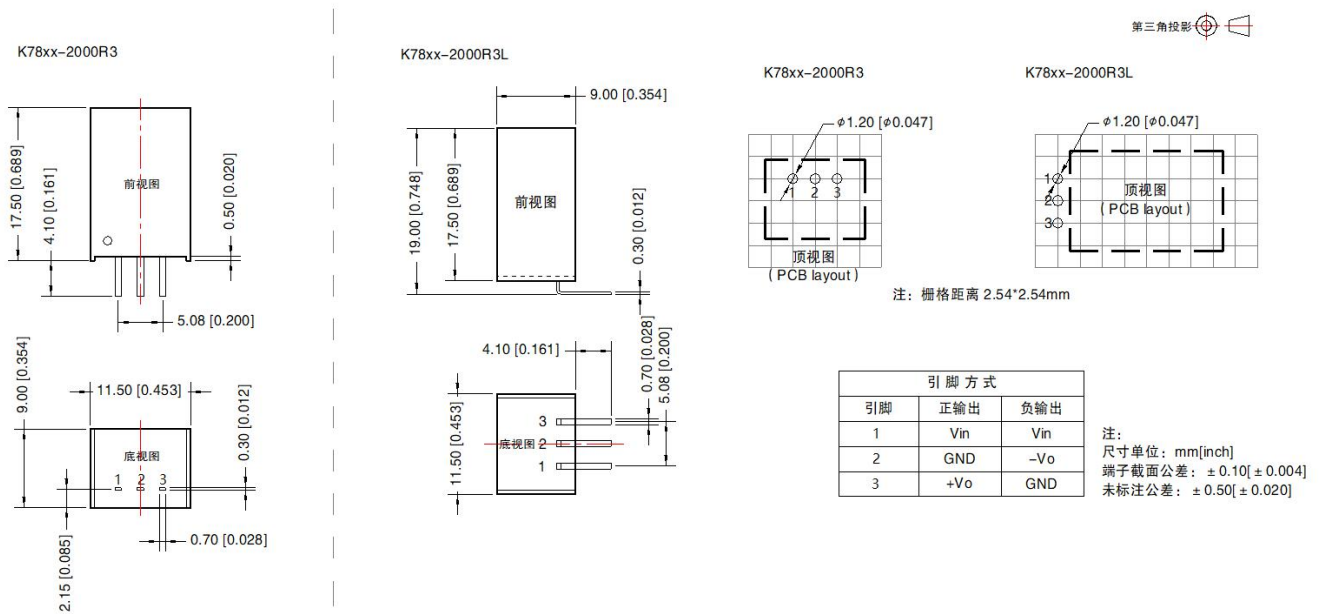 第三角投影
K78xx-2000R3
17.50 [0.689]
4.10 [0.161]
前视图
0.50 [0.020]
5.08 [0.200]
9.00 [0.354]
11.50 [0.453]
0.30 [0.012]
底视图
1 2 3
2.15 [0.085]
0.70 [0.028]
K78xx-2000R3L
9.00 [0.354]
19.00 [0.748]
17.50 [0.689]
前视图
0.30 [0.012]
4.10 [0.161]
0.70 [0.028]
5.08 [0.200]
11.50 [0.453]
底视图
3
2
1
K78xx-2000R3
ϕ1.20 [ϕ0.047]
1 2 3
顶视图
( PCB layout )
K78xx-2000R3L
ϕ1.20 [ϕ0.047]
1
2
3
顶视图
( PCB layout )
注：栅格距离 2.54*2.54mm
引 脚 方 式
引脚 正输出 负输出
1 Vin Vin
2 GND -Vo
3 +Vo GND
注：
尺寸单位：mm[inch]
端子截面公差：±0.10[±0.004]
未标注公差：±0.50[±0.020]